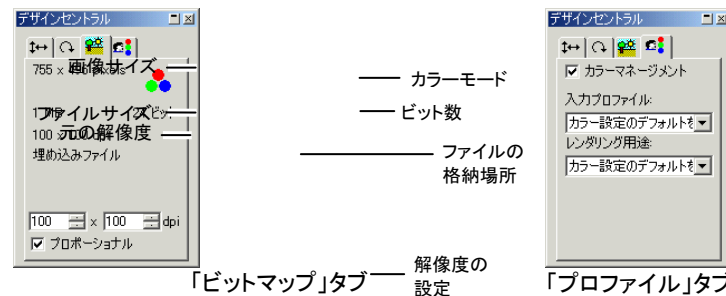 デザインセントラル
画像サイズ
カラーモード
ファイルサイズ
ビット数
元の解像度
100 x 100 dpi
埋め込みファイル
ファイルの
格納場所
100 x 100 dpi
プロポーショナル
「ビットマップ」タブ
解像度の
設定
デザインセントラル
カラーマネージメント
入力プロファイル:
カラー設定のデフォルトを
レンダリング用途:
カラー設定のデフォルトを
「プロファイル」タブ